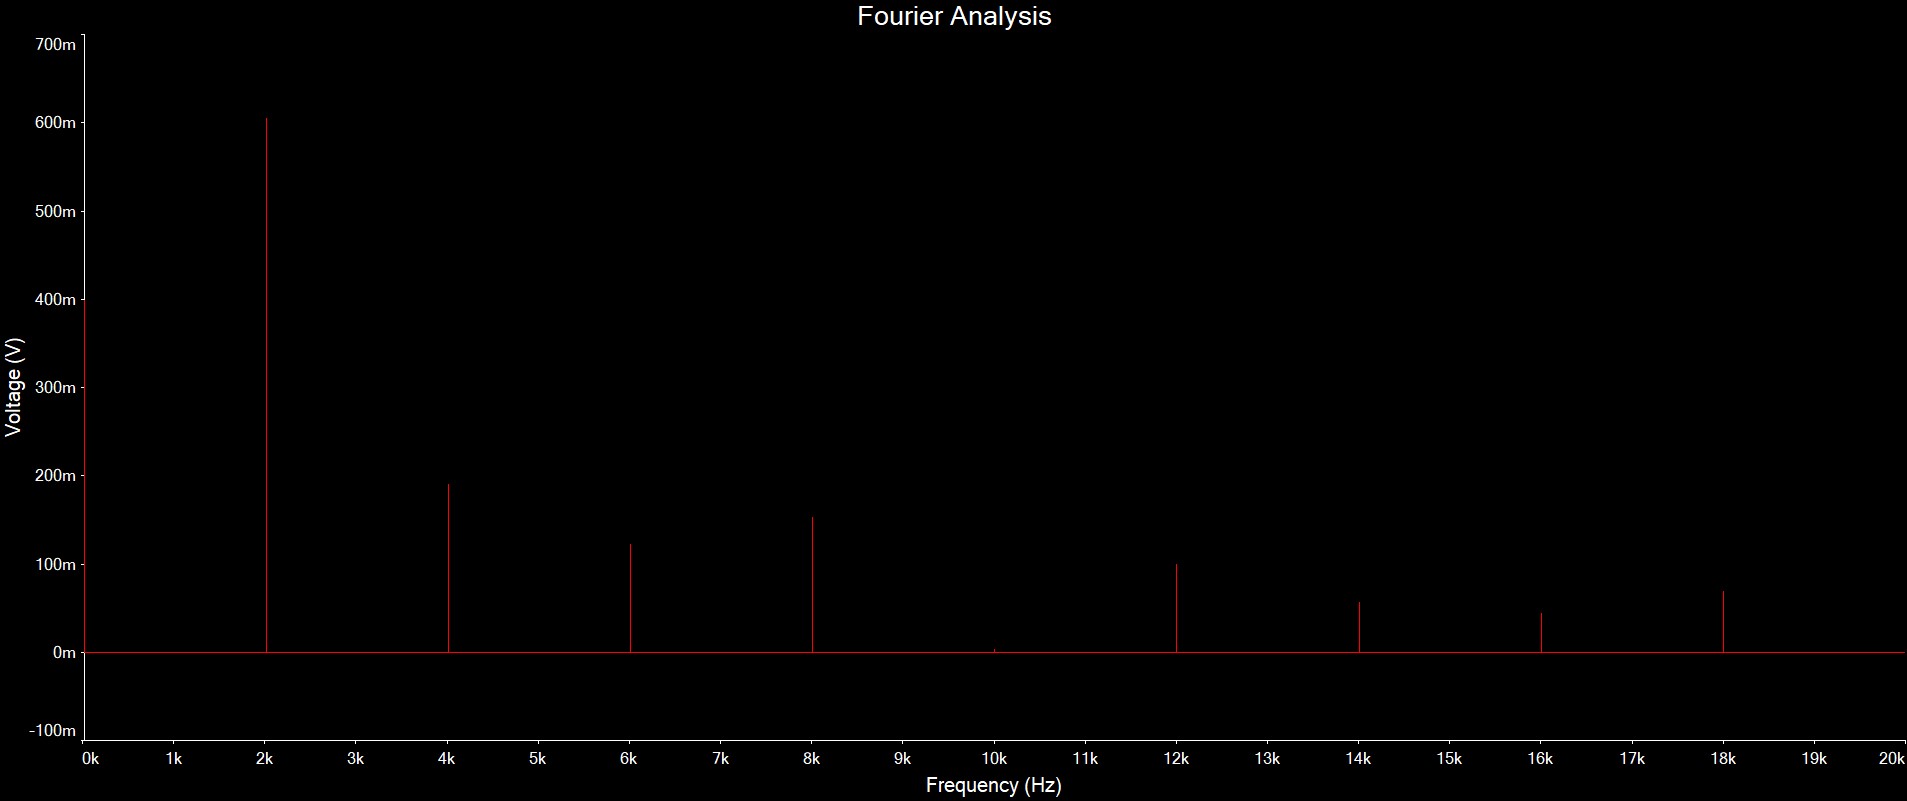 Fourier Analysis
700m
600m
500m
400m
300m
200m
100m
0m
-100m
Voltage (V)
0k 1k 2k 3k 4k 5k 6k 7k 8k 9k 10k 11k 12k 13k 14k 15k 16k 17k 18k 19k 20k
Frequency (Hz)